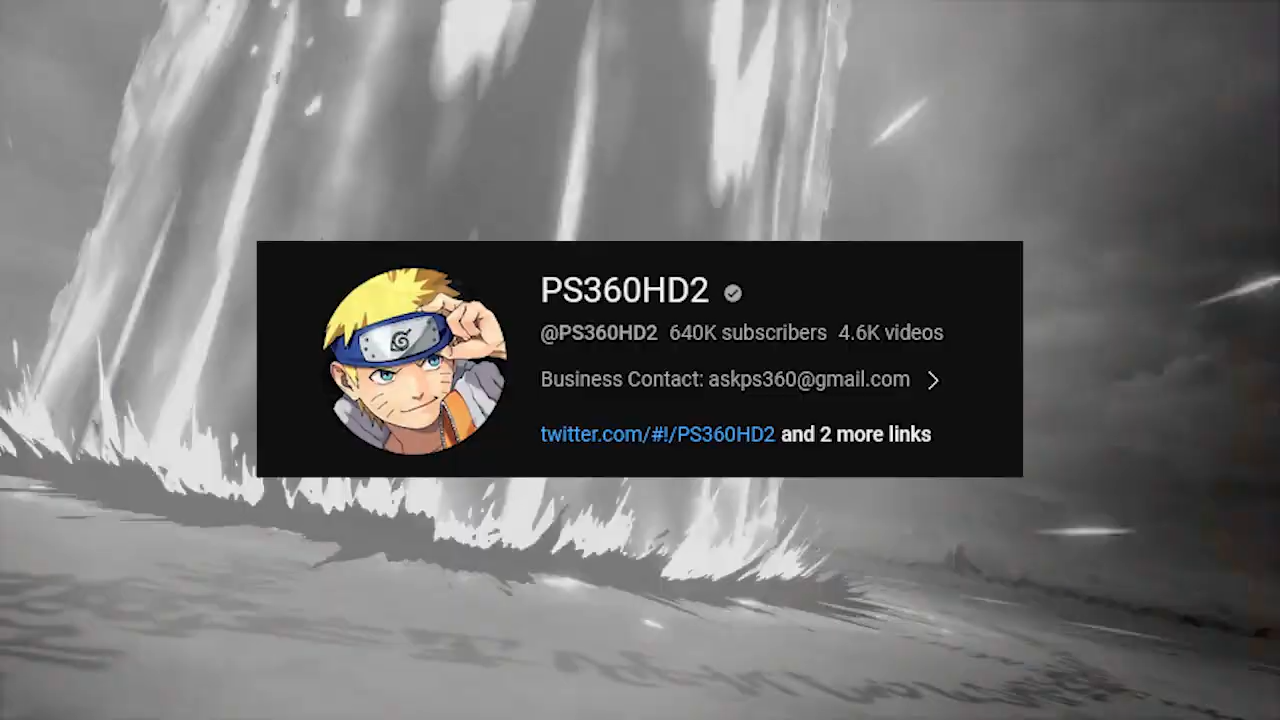 PS360HD2
@PS360HD2 640K subscribers 4.6K videos
Business Contact: askps360@gmail.com
twitter.com/#!/PS360HD2 and 2 more links